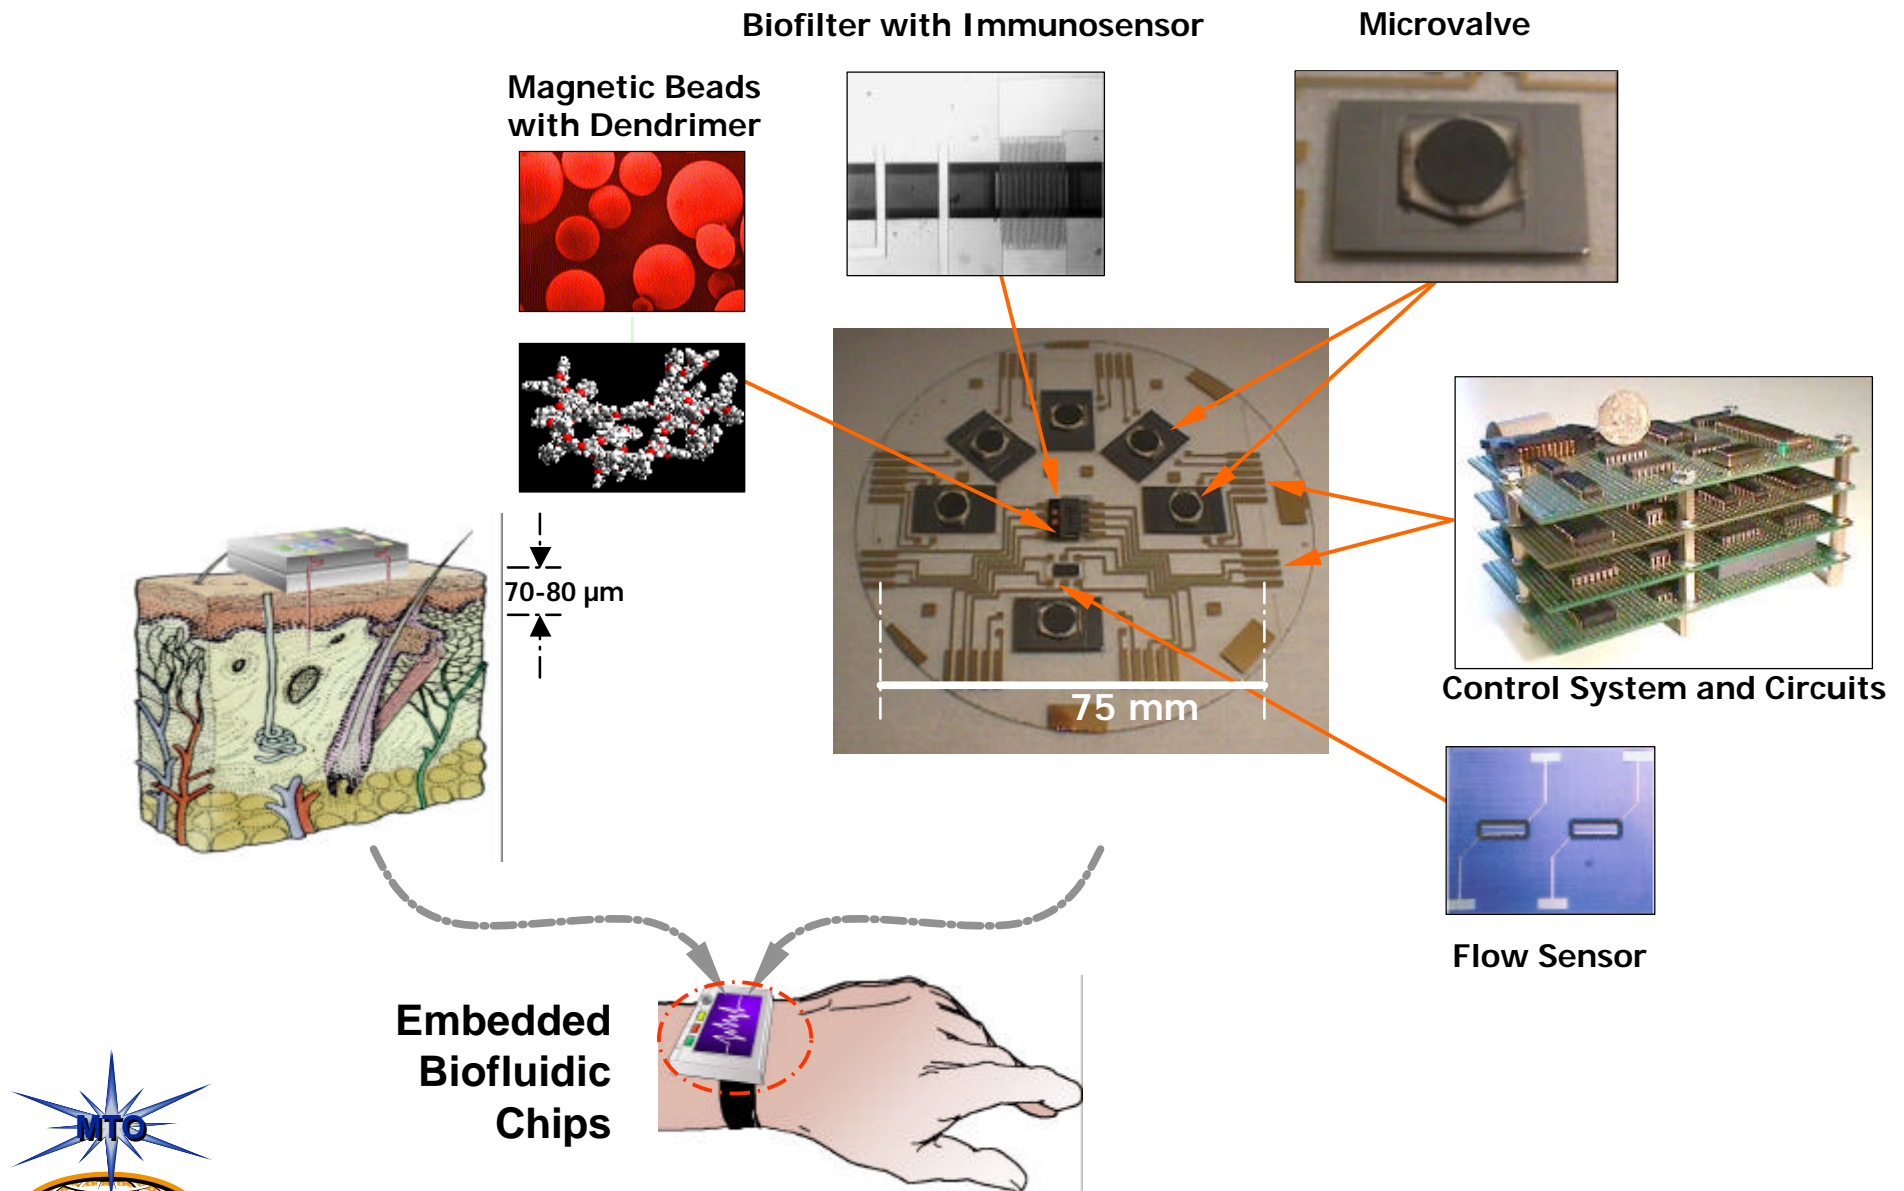 Biofilter with Immunosensor
Microvalve
Magnetic Beads
with Dendrimer
70-80 µm
75 mm
Control System and Circuits
Flow Sensor
Embedded
Biofluidic
Chips
MTO